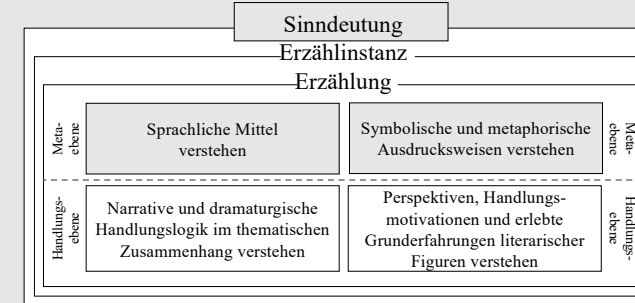 Sinndeutung
Erzählinstanz
Erzählung
Meta-
ebene
Sprachliche Mittel
verstehen
Symbolische und metaphorische
Ausdrucksweisen verstehen
Meta-
ebene
Handlungs-
ebene
Narrative und dramaturgische
Handlungslogik im thematischen
Zusammenhang verstehen
Perspektiven, Handlungs-
motivationen und erlebte
Grunderfahrungen literarischer
Figuren verstehen
Handlungs-
ebene